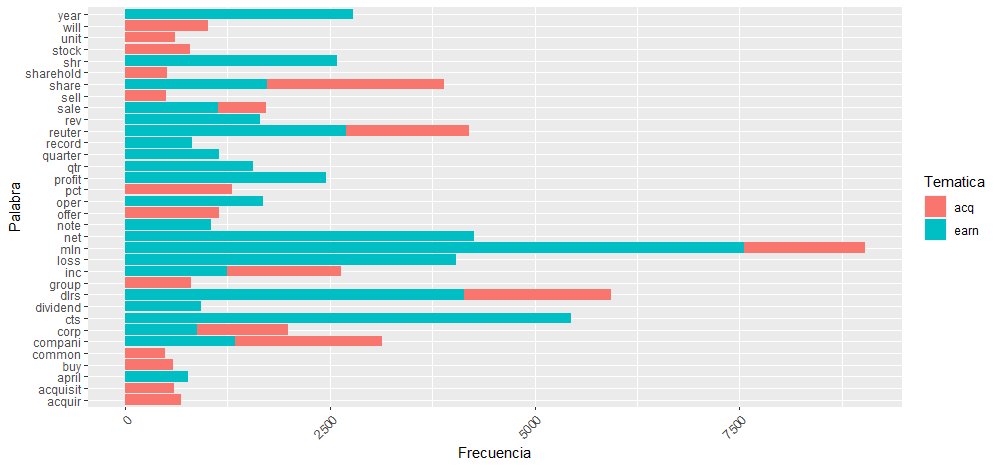 year
will
unit
stock
shr
sharehold
share
sell
sale
rev
reuter
record
quarter
qtr
profit
pct
oper
offer
note
net
mln
loss
inc
group
dlrs
dividend
cts
corp
compani
common
buy
april
acquisit
acquir
Palabra
0
2500
5000
7500
Frecuencia
Tematica
acq
earn